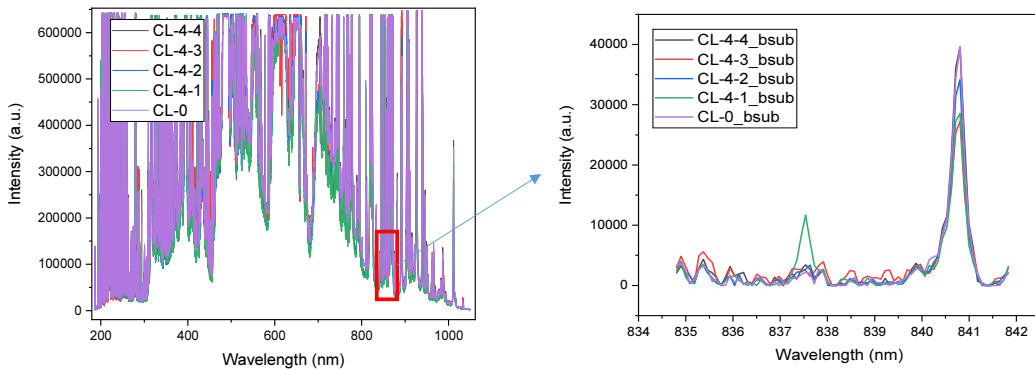 CL-4-4
CL-4-3
CL-4-2
CL-4-1
CL-0
600000
500000
400000
300000
200000
100000
0
Intensity (a.u.)
200 400 600 800 1000
Wavelength (nm)
CL-4-4_bsub
CL-4-3_bsub
CL-4-2_bsub
CL-4-1_bsub
CL-0_bsub
40000
30000
20000
10000
0
Intensity (a.u.)
834 835 836 837 838 839 840 841 842
Wavelength (nm)